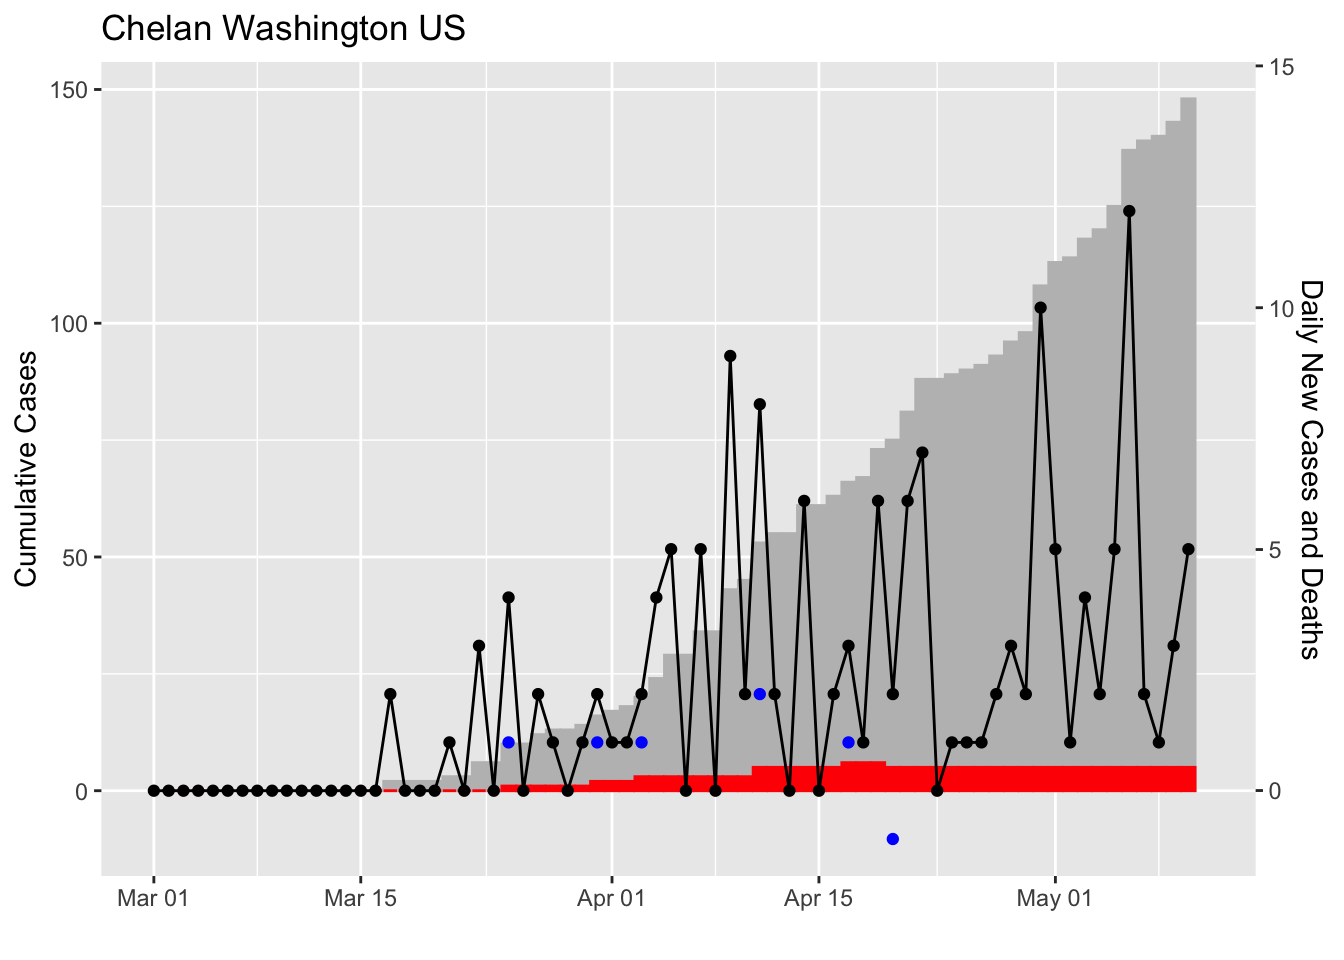 Chelan Washington US
150
100
50
0
Cumulative Cases
15
10
5
0
Daily New Cases and Deaths
Mar 01
Mar 15
Apr 01
Apr 15
May 01